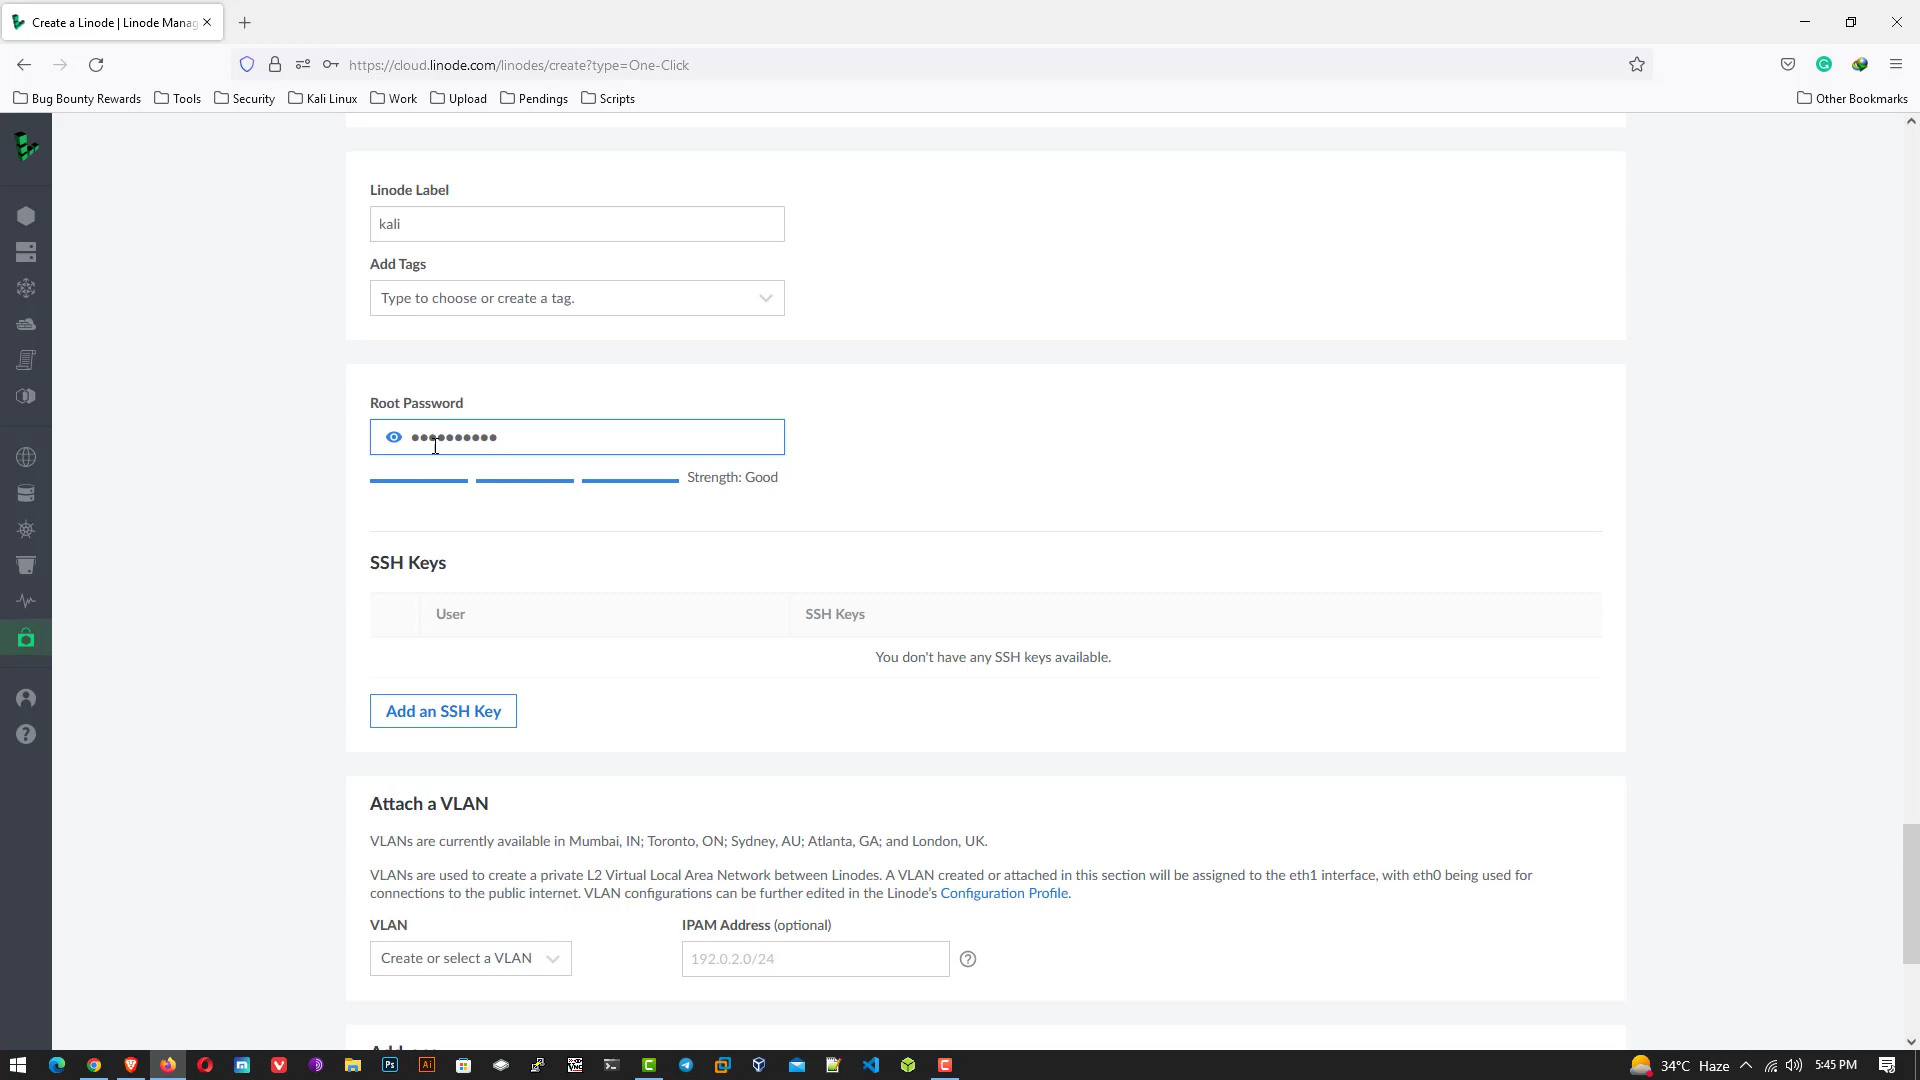 Create a Linode | Linode Manag
https://cloud.linode.com/linodes/create?type=One-Click
Bug Bounty Rewards
Tools
Security
Kali Linux
Work
Upload
Pendings
Scripts
Other Bookmarks
Linode Label
kali
Add Tags
Type to choose or create a tag.
Root Password
Strength: Good
SSH Keys
User
SSH Keys
You don't have any SSH keys available.
Add an SSH Key
Attach a VLAN
VLANs are currently available in Mumbai, IN; Toronto, ON; Sydney, AU; Atlanta, GA; and London, UK.
VLANs are used to create a private L2 Virtual Local Area Network between Linodes. A VLAN created or attached in this section will be assigned to the eth1 interface, with eth0 being used for
connections to the public internet. VLAN configurations can be further edited in the Linode's Configuration Profile.
VLAN
IPAM Address (optional)
Create or select a VLAN
192.0.2.0/24
34°C Haze
5:45 PM